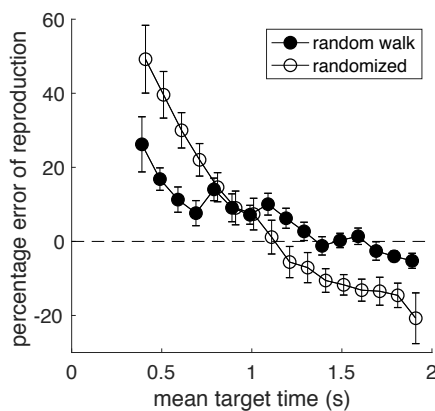 60
40
20
0
-20
0
0.5
1
1.5
2
percentage error of reproduction
mean target time (s)
random walk
randomized